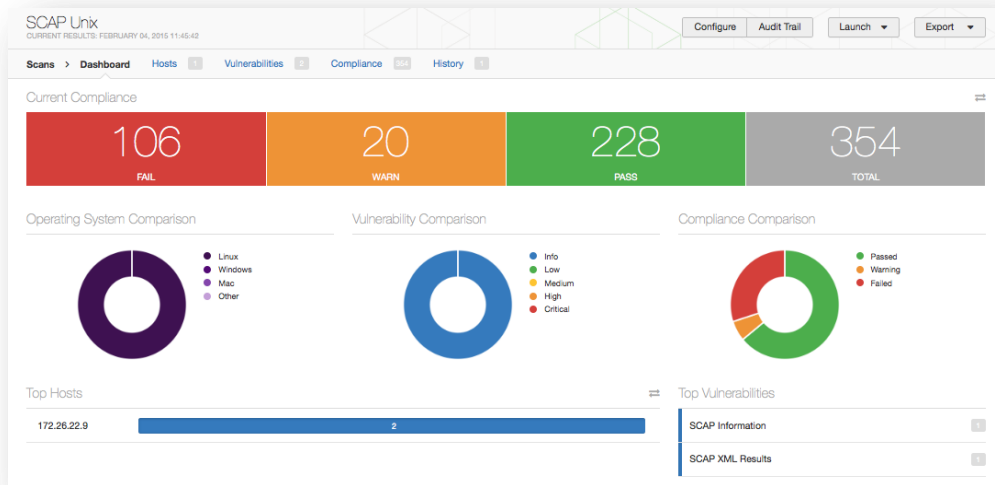 SCAP Unix
CURRENT RESULTS: FEBRUARY 04, 2015 11:45:42
Configure Audit Trail Launch Export
Scans > Dashboard Hosts 1 Vulnerabilities 2 Compliance 354 History 1
Current Compliance
106 20 228 354
FAIL WARN PASS TOTAL
Operating System Comparison
Linux
Windows
Mac
Other
Vulnerability Comparison
Info
Low
Medium
High
Critical
Compliance Comparison
Passed
Warning
Failed
Top Hosts
172.26.22.9 2
Top Vulnerabilities
SCAP Information 1
SCAP XML Results 1